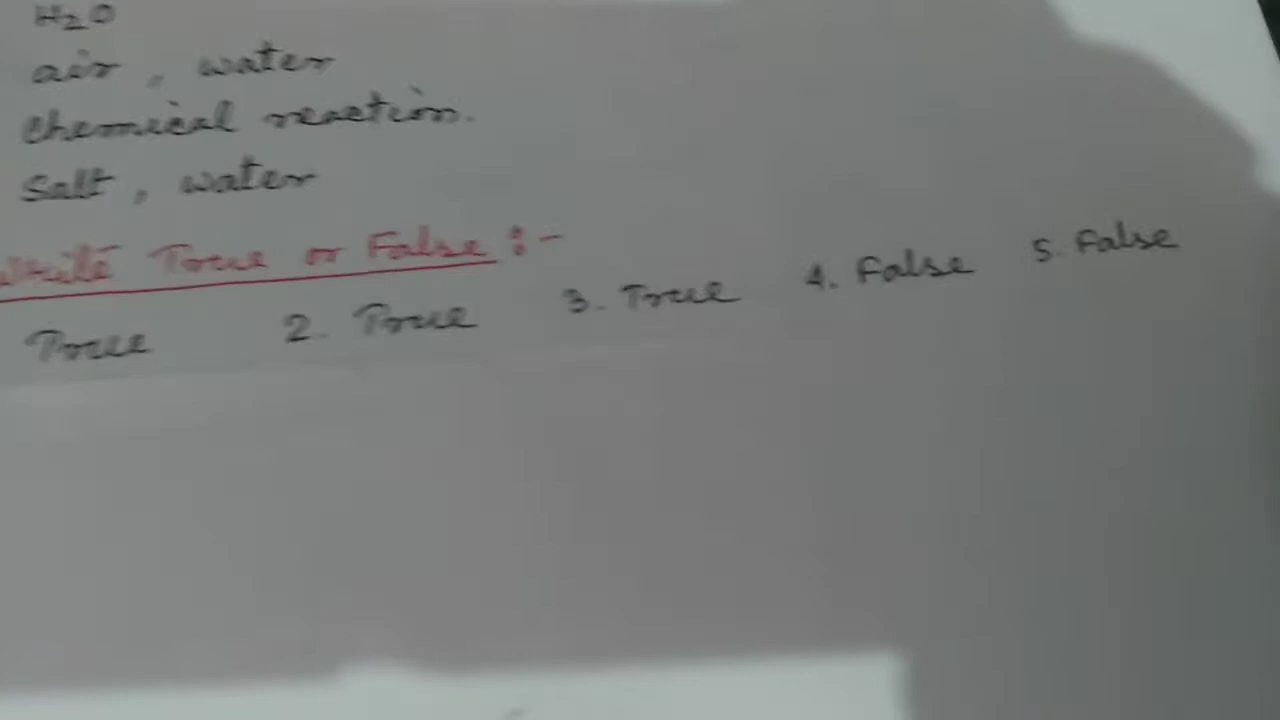 H2O
air, water
Chemical reaction.
Salt, water
Write True or False :-
True 2. True 3. True 4. False 5. False